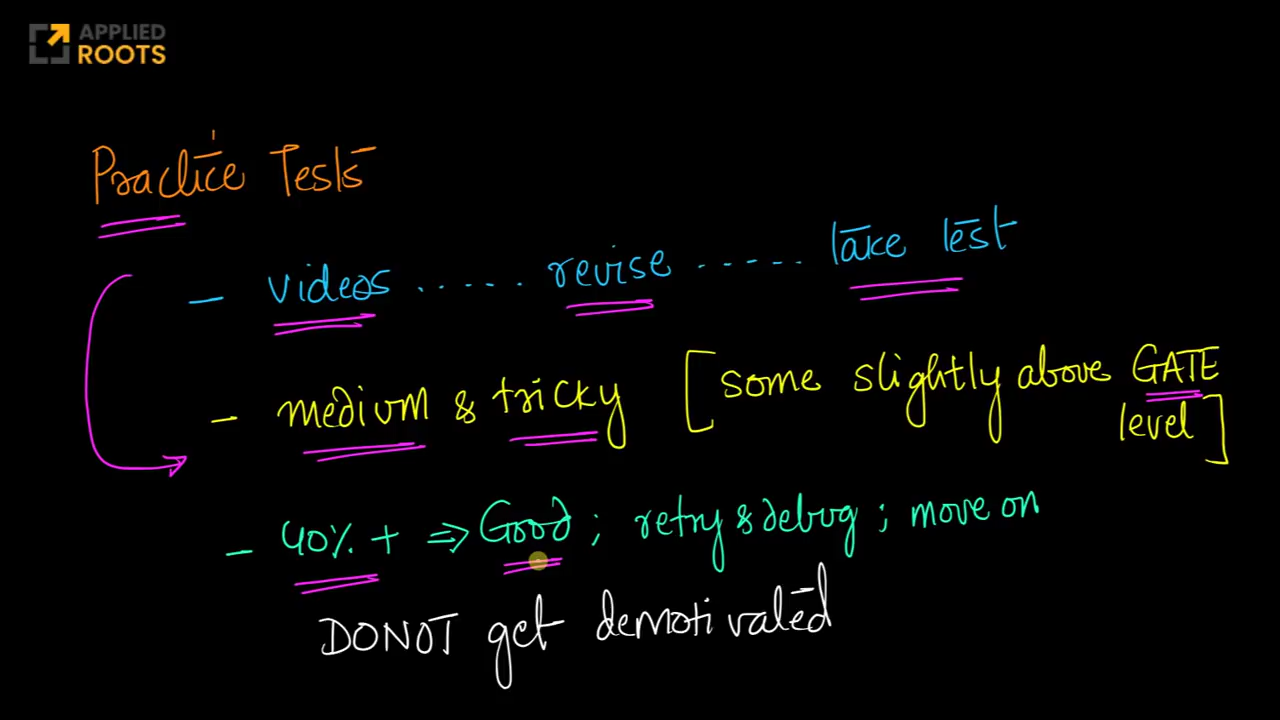 APPLIED
ROOTS
Practice Tests
- videos ..... revise ..... take test
- medium & tricky [some slightly above GATE
level]
- 40% + => Good ; retry & debug ; move on
DONOT get demotivated